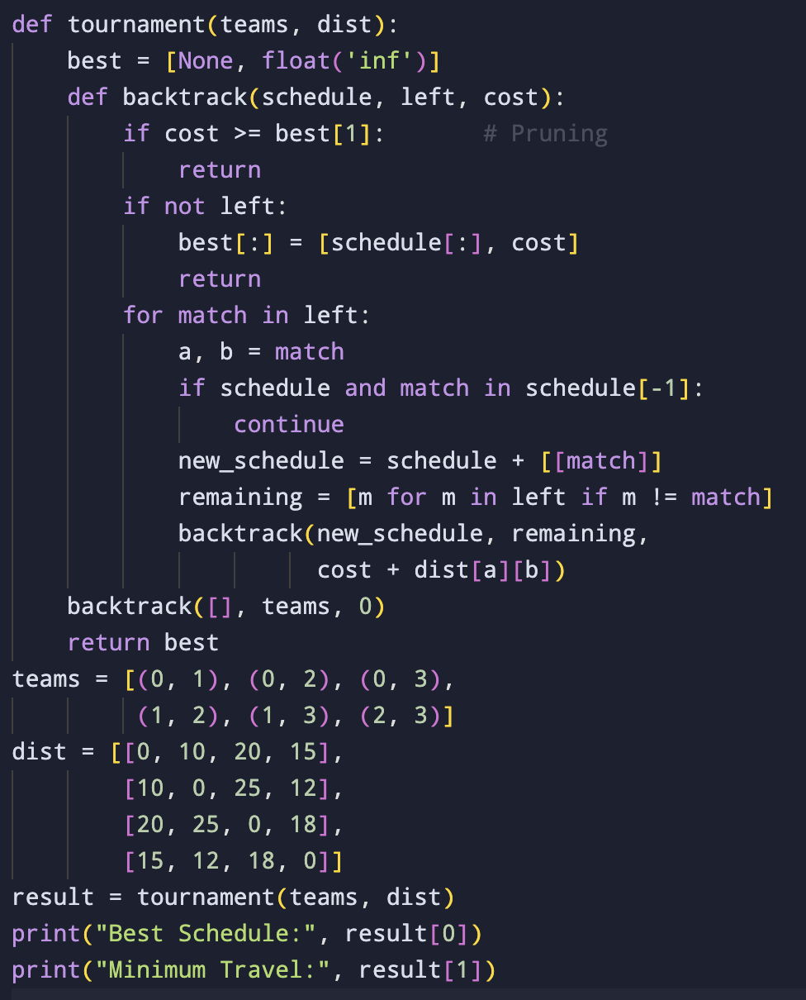 def tournament(teams, dist):
    best = [None, float('inf')]
    def backtrack(schedule, left, cost):
        if cost >= best[1]:       # Pruning
            return
        if not left:
            best[:] = [schedule[:], cost]
            return
        for match in left:
            a, b = match
            if schedule and match in schedule[-1]:
                continue
            new_schedule = schedule + [[match]]
            remaining = [m for m in left if m != match]
            backtrack(new_schedule, remaining,
                      cost + dist[a][b])
    backtrack([], teams, 0)
    return best
teams = [(0, 1), (0, 2), (0, 3),
         (1, 2), (1, 3), (2, 3)]
dist = [[0, 10, 20, 15],
        [10, 0, 25, 12],
        [20, 25, 0, 18],
        [15, 12, 18, 0]]
result = tournament(teams, dist)
print("Best Schedule:", result[0])
print("Minimum Travel:", result[1])